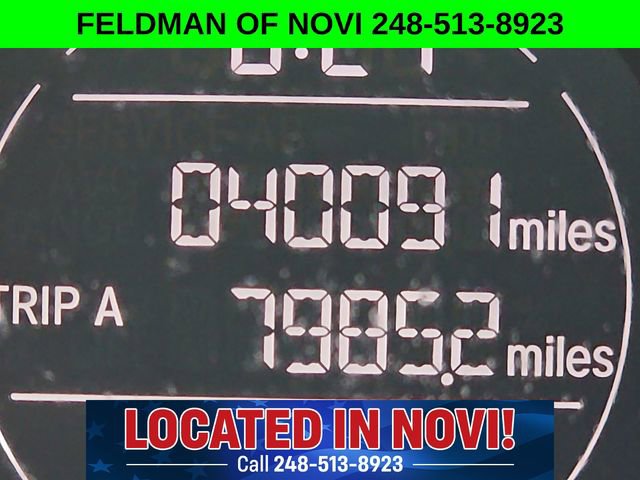 FELDMAN OF NOVI 248-513-8923
040091 miles
TRIP A 7985.2 miles
LOCATED IN NOVI!
Call 248-513-8923